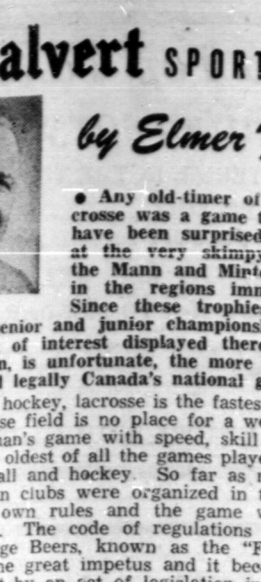 alvert SPORT
by Elmer
● Any old-timer of
crosse was a game
have been surprised
at the very skimpy
the Mann and Mint
in the regions imm
Since these trophie
enior and junior champions
of interest displayed there
n, is unfortunate, the more
legally Canada's national g
hockey, lacrosse is the fastes
se field is no place for a w
nan's game with speed, skill
oldest of all the games playe
all and hockey. So far as
n clubs were organized in
own rules and the game
. The code of regulations
ge Beers, known as the "F
ne great impetus and it bec